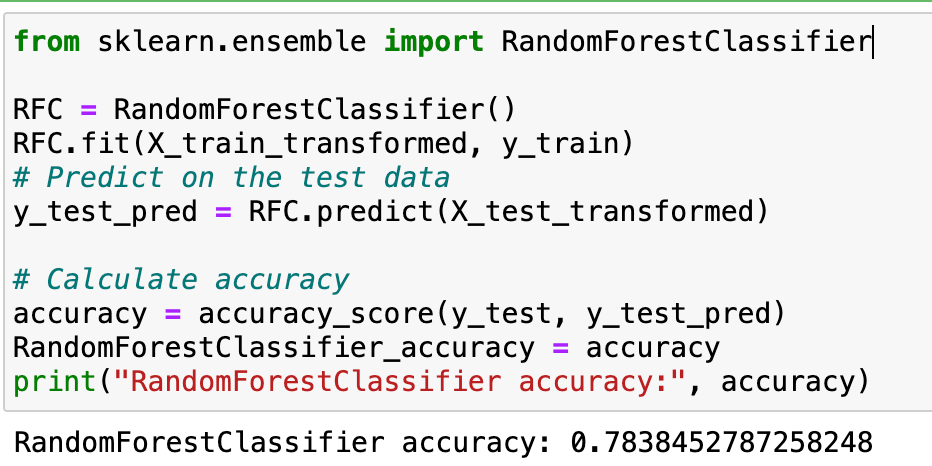 from sklearn.ensemble import RandomForestClassifier
RFC = RandomForestClassifier()
RFC.fit(X_train_transformed, y_train)
# Predict on the test data
y_test_pred = RFC.predict(X_test_transformed)
# Calculate accuracy
accuracy = accuracy_score(y_test, y_test_pred)
RandomForestClassifier_accuracy = accuracy
print("RandomForestClassifier accuracy:", accuracy)
RandomForestClassifier accuracy: 0.7838452787258248